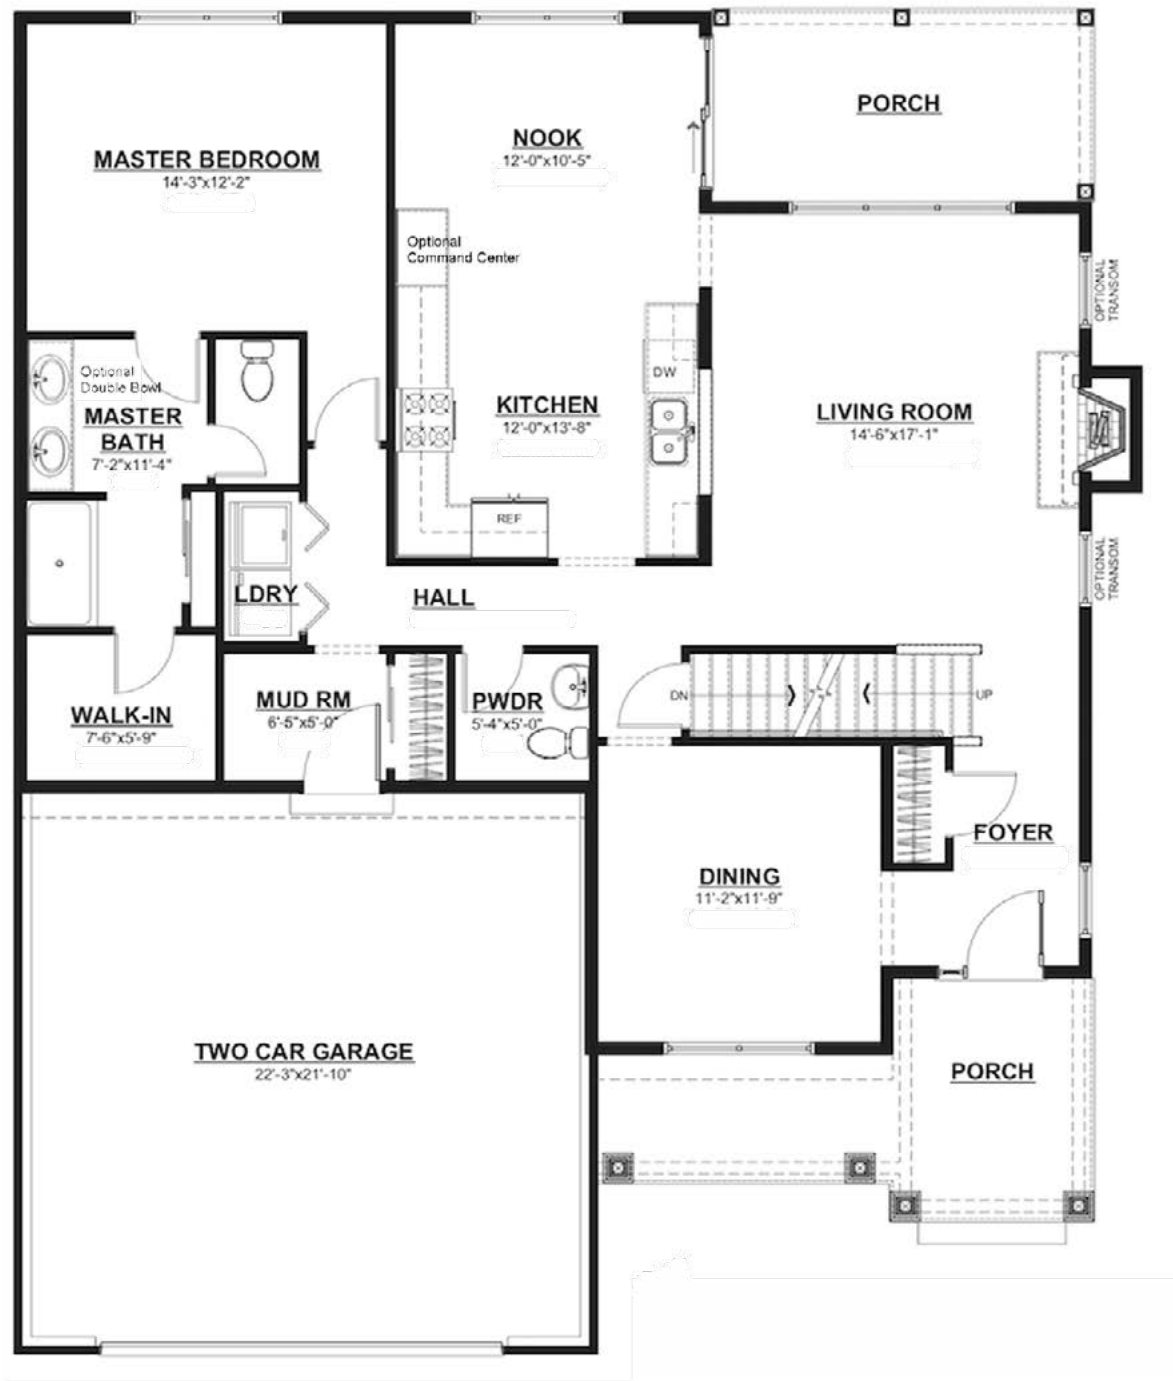 PORCH
NOOK
12'-0"x10'-5"
MASTER BEDROOM
14'-3"x12'-2"
Optional
Command Center
OPTIONAL
TRANSOM
Optional
Double Bowl
DW
MASTER
BATH
7'-2"x11'-4"
KITCHEN
12'-0"x13'-8"
LIVING ROOM
14'-6"x17'-1"
REF
OPTIONAL
TRANSOM
LDRY
HALL
MUD RM
6'-5"x5'-0"
PWDR
5'-4"x5'-0"
DN
UP
WALK-IN
7'-6"x5'-9"
FOYER
DINING
11'-2"x11'-9"
TWO CAR GARAGE
22'-3"x21'-10"
PORCH